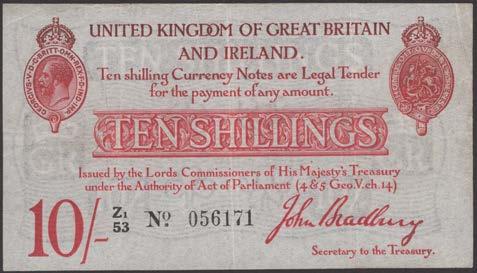 UNITED KINGDOM OF GREAT BRITAIN
AND IRELAND.
Ten shilling Currency Notes are Legal Tender
for the payment of any amount.
TEN SHILLINGS
Issued by the Lords Commissioners of His Majesty's Treasury
under the Authority of Act of Parliament (4 & 5 Geo. V. ch. 14)
10/- Z1/53 No. 056171 John Bradbury
Secretary to the Treasury.